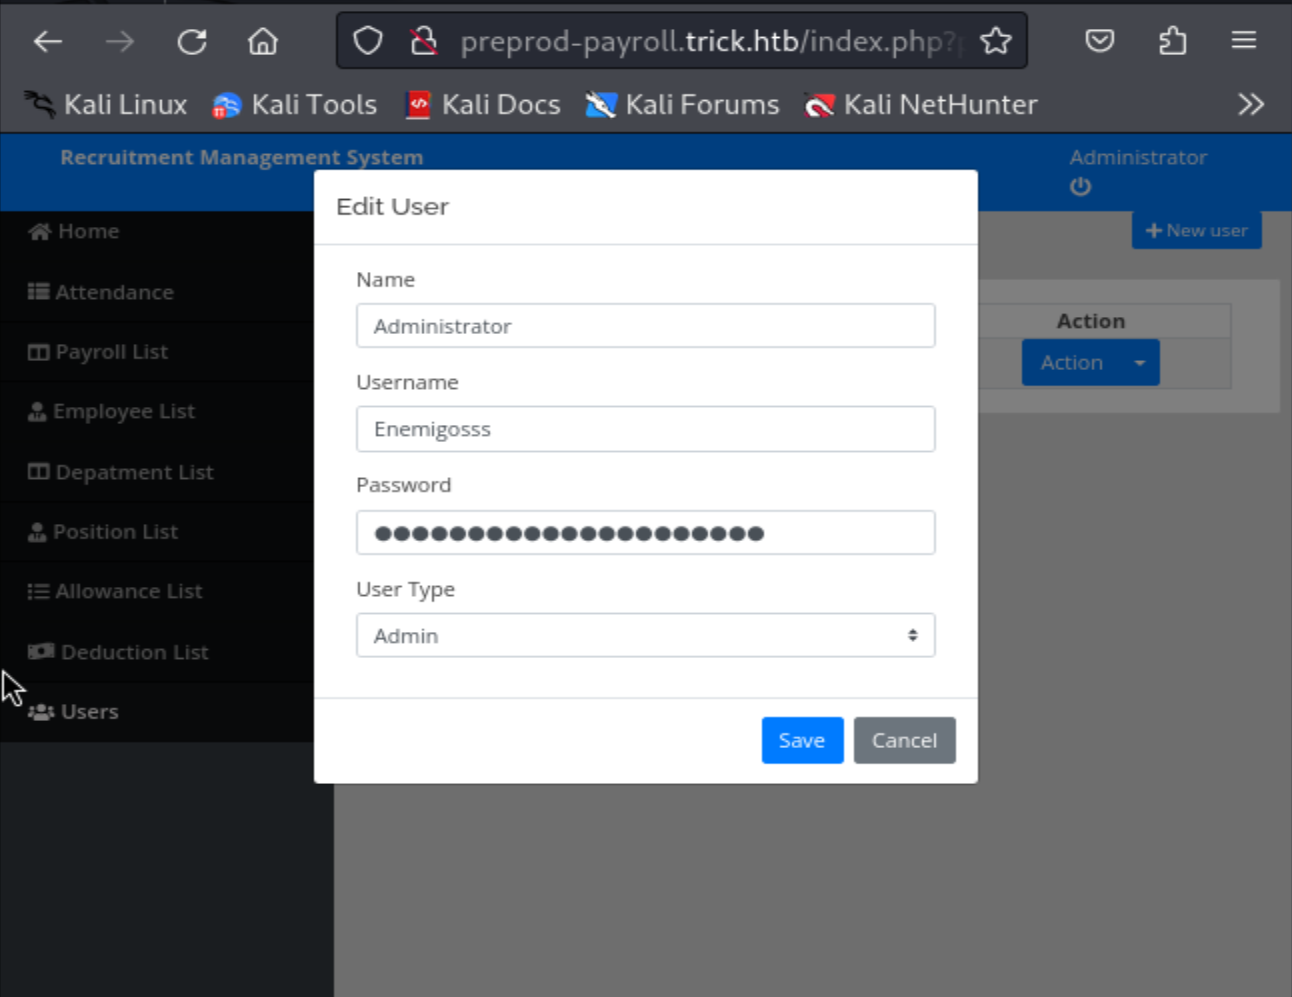 preprod-payroll.trick.htb/index.php?
Kali Linux Kali Tools Kali Docs Kali Forums Kali NetHunter
Recruitment Management System
Administrator
Edit User
Home
+ New user
Name
Attendance
Administrator
Action
Payroll List
Action
Username
Employee List
Enemigosss
Depatment List
Password
Position List
User Type
Allowance List
Admin
Deduction List
Users
Save Cancel